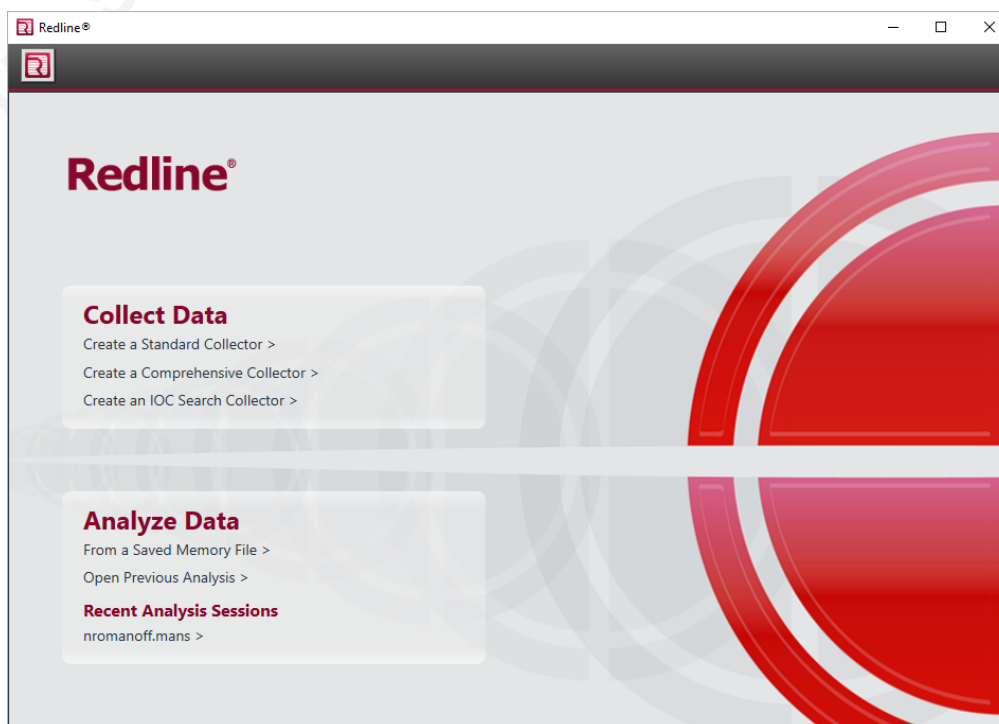 Redline®
Redline®
Collect Data
Create a Standard Collector >
Create a Comprehensive Collector >
Create an IOC Search Collector >
Analyze Data
From a Saved Memory File >
Open Previous Analysis >
Recent Analysis Sessions
nromanoff.mans >